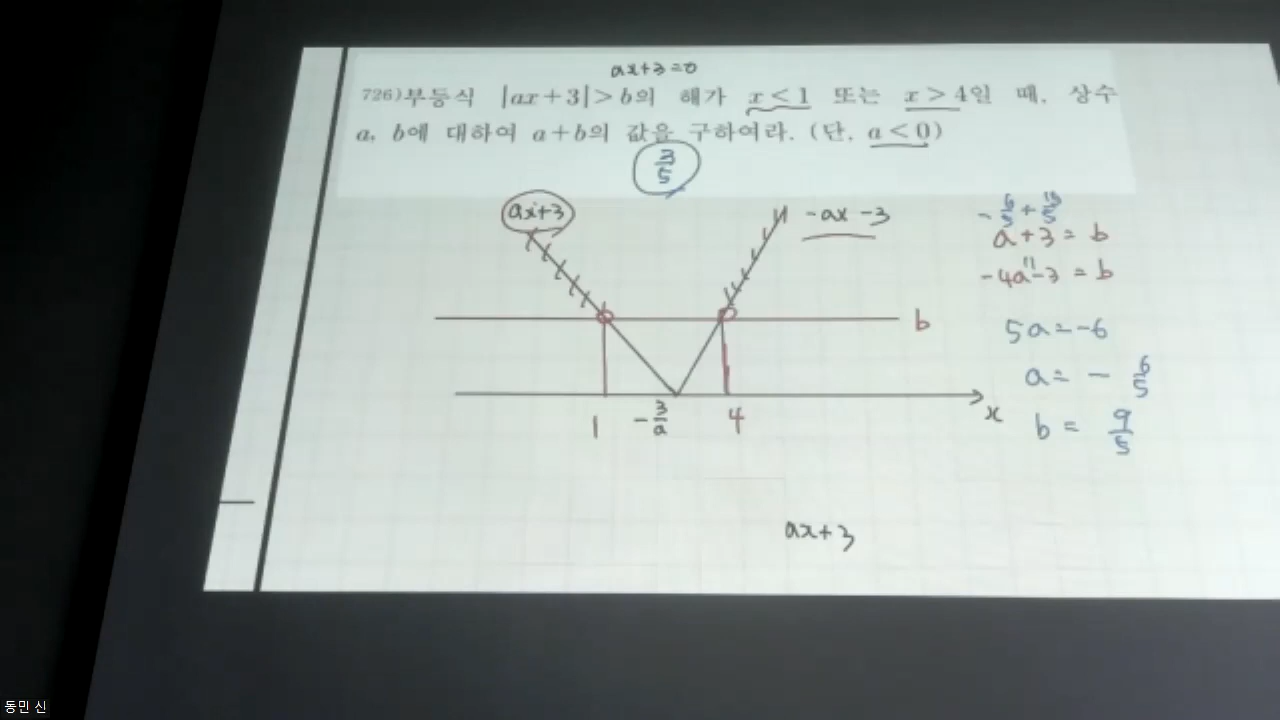 ax+3=0
726)부등식 |ax+3|>b의 해가 x<1 또는 x>4일 때, 상수
a, b에 대하여 a+b의 값을 구하여라. (단, a<0)
3/5
ax+3
-ax-3
-6/5+15/5
a+3=b
-4a-3=b
b
5a=-6
a=-6/5
b=9/5
1
-3/a
4
x
ax+3
동민 신